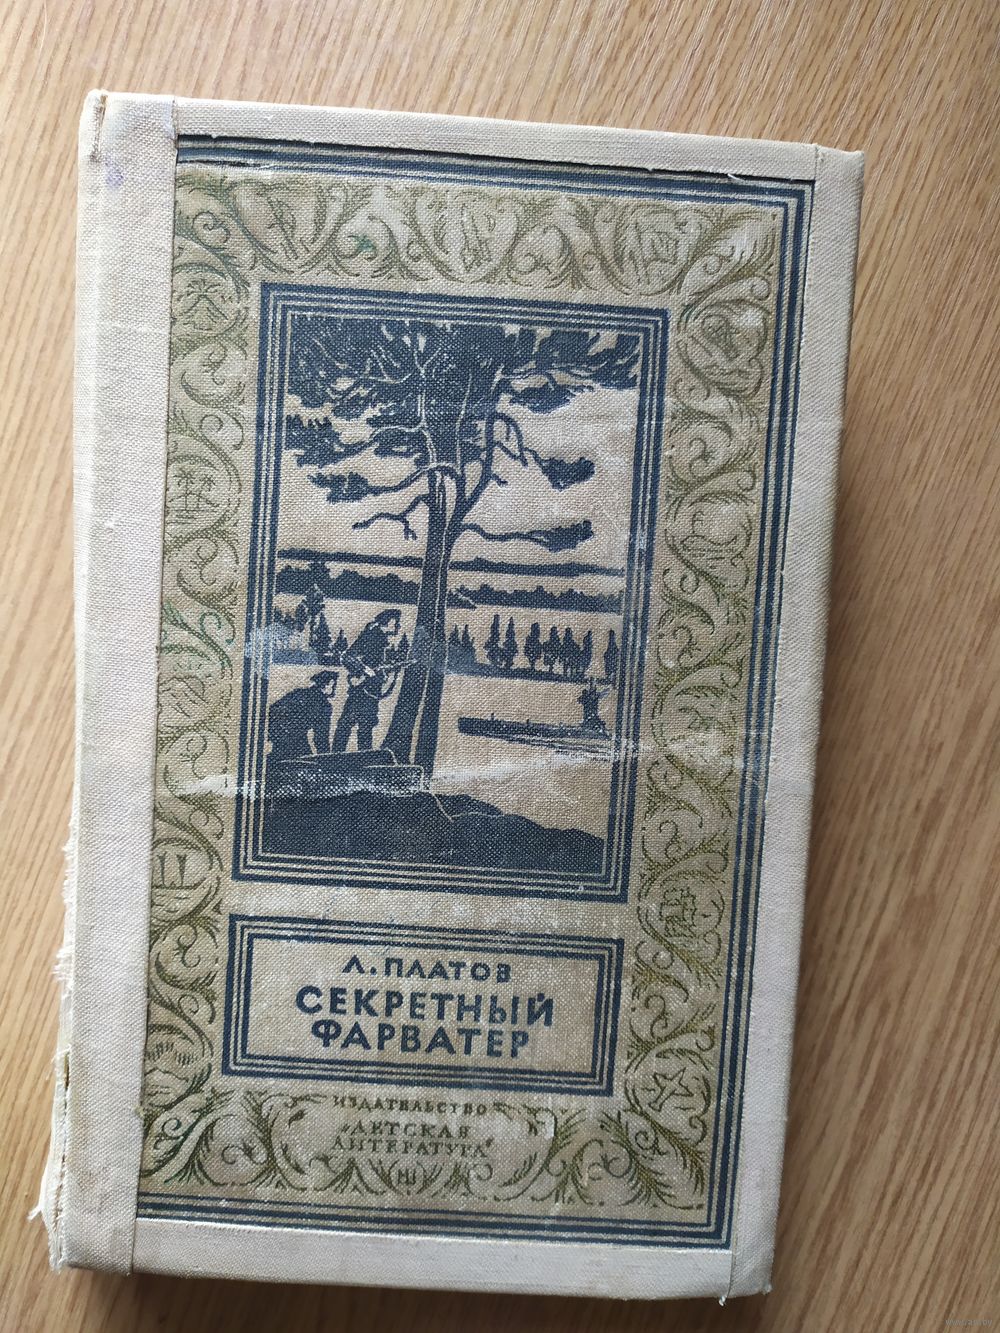 Л. ПЛАТОВ
СЕКРЕТНЫЙ
ФАРВАТЕР
ИЗДАТЕЛЬСТВО
„ДЕТСКАЯ
ЛИТЕРАТУРА"